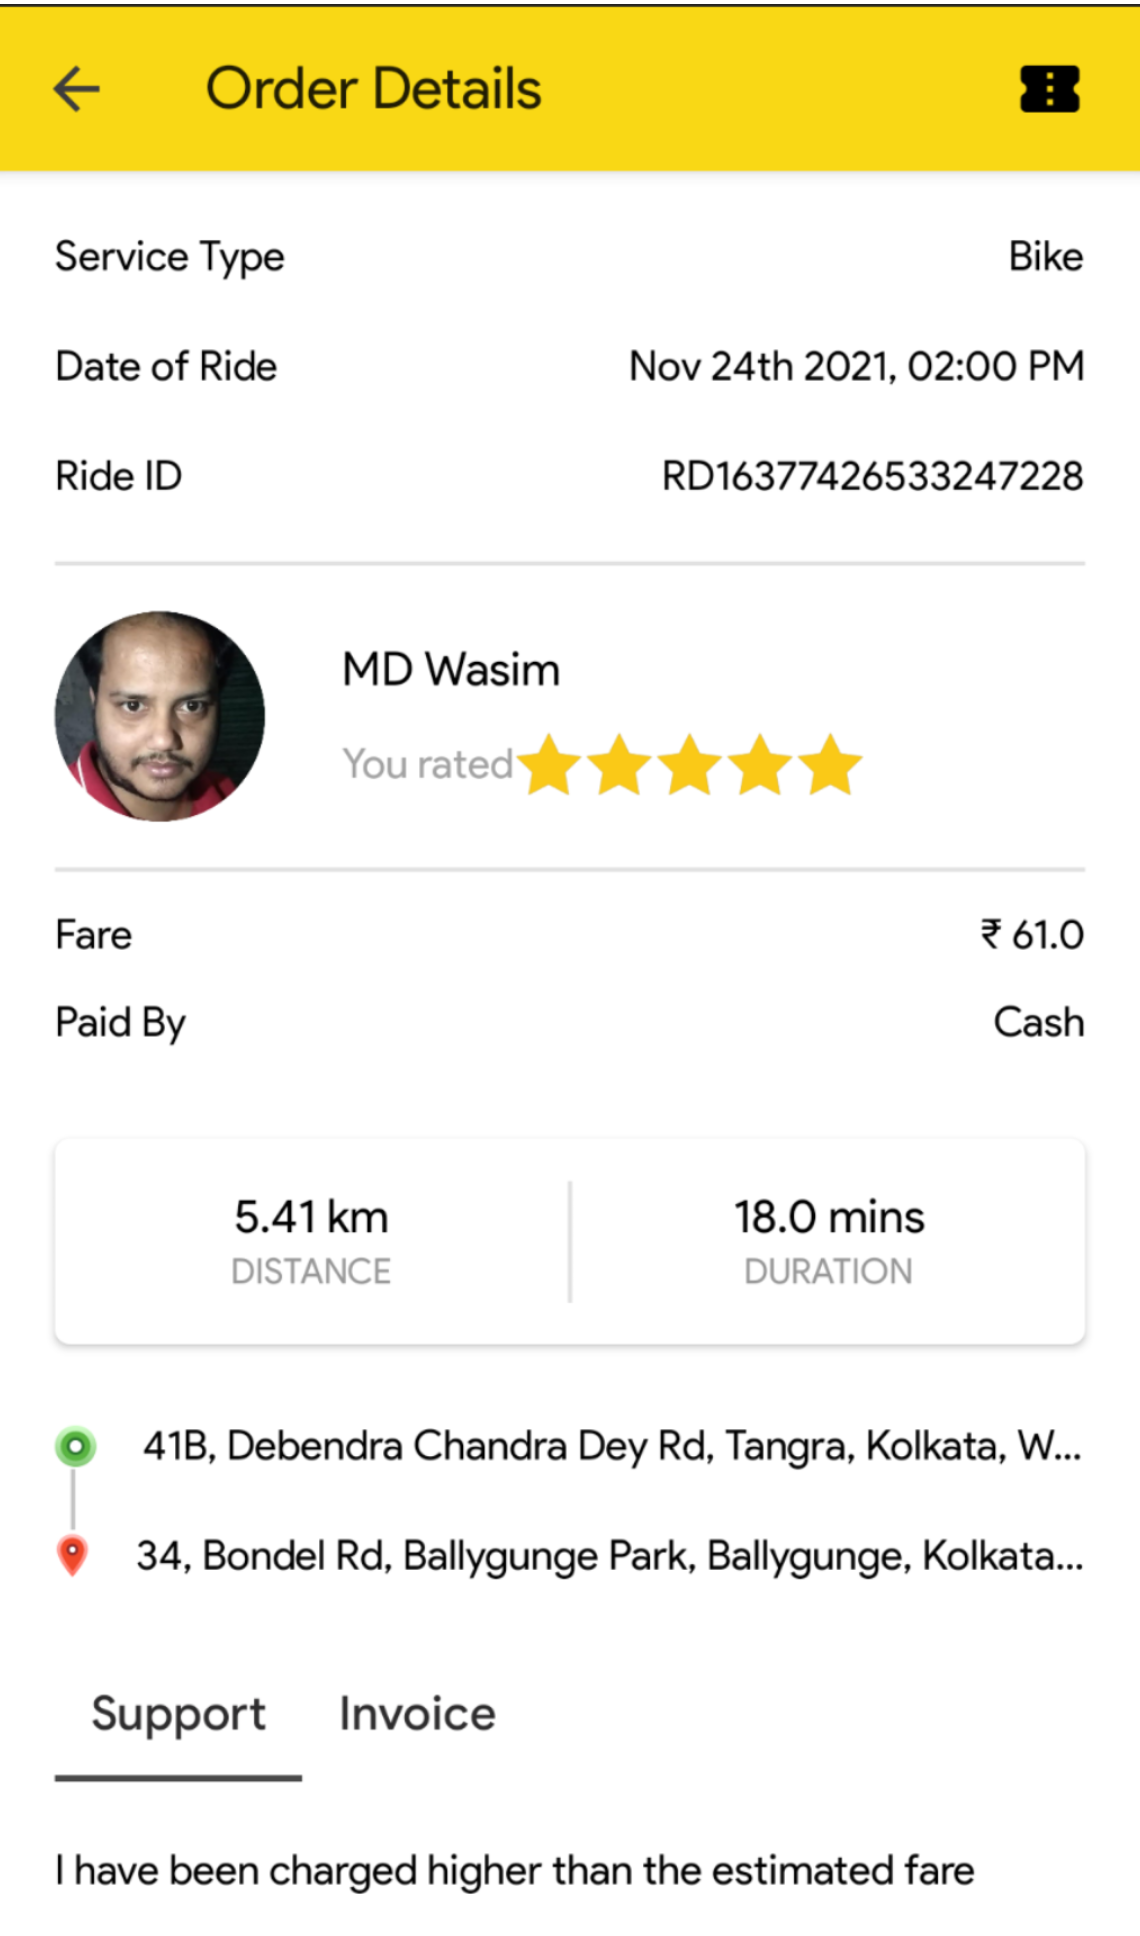 Order Details
Service Type Bike
Date of Ride Nov 24th 2021, 02:00 PM
Ride ID RD16377426533247228
MD Wasim
You rated
Fare ₹ 61.0
Paid By Cash
5.41 km 18.0 mins
DISTANCE DURATION
41B, Debendra Chandra Dey Rd, Tangra, Kolkata, W...
34, Bondel Rd, Ballygunge Park, Ballygunge, Kolkata...
Support Invoice
I have been charged higher than the estimated fare